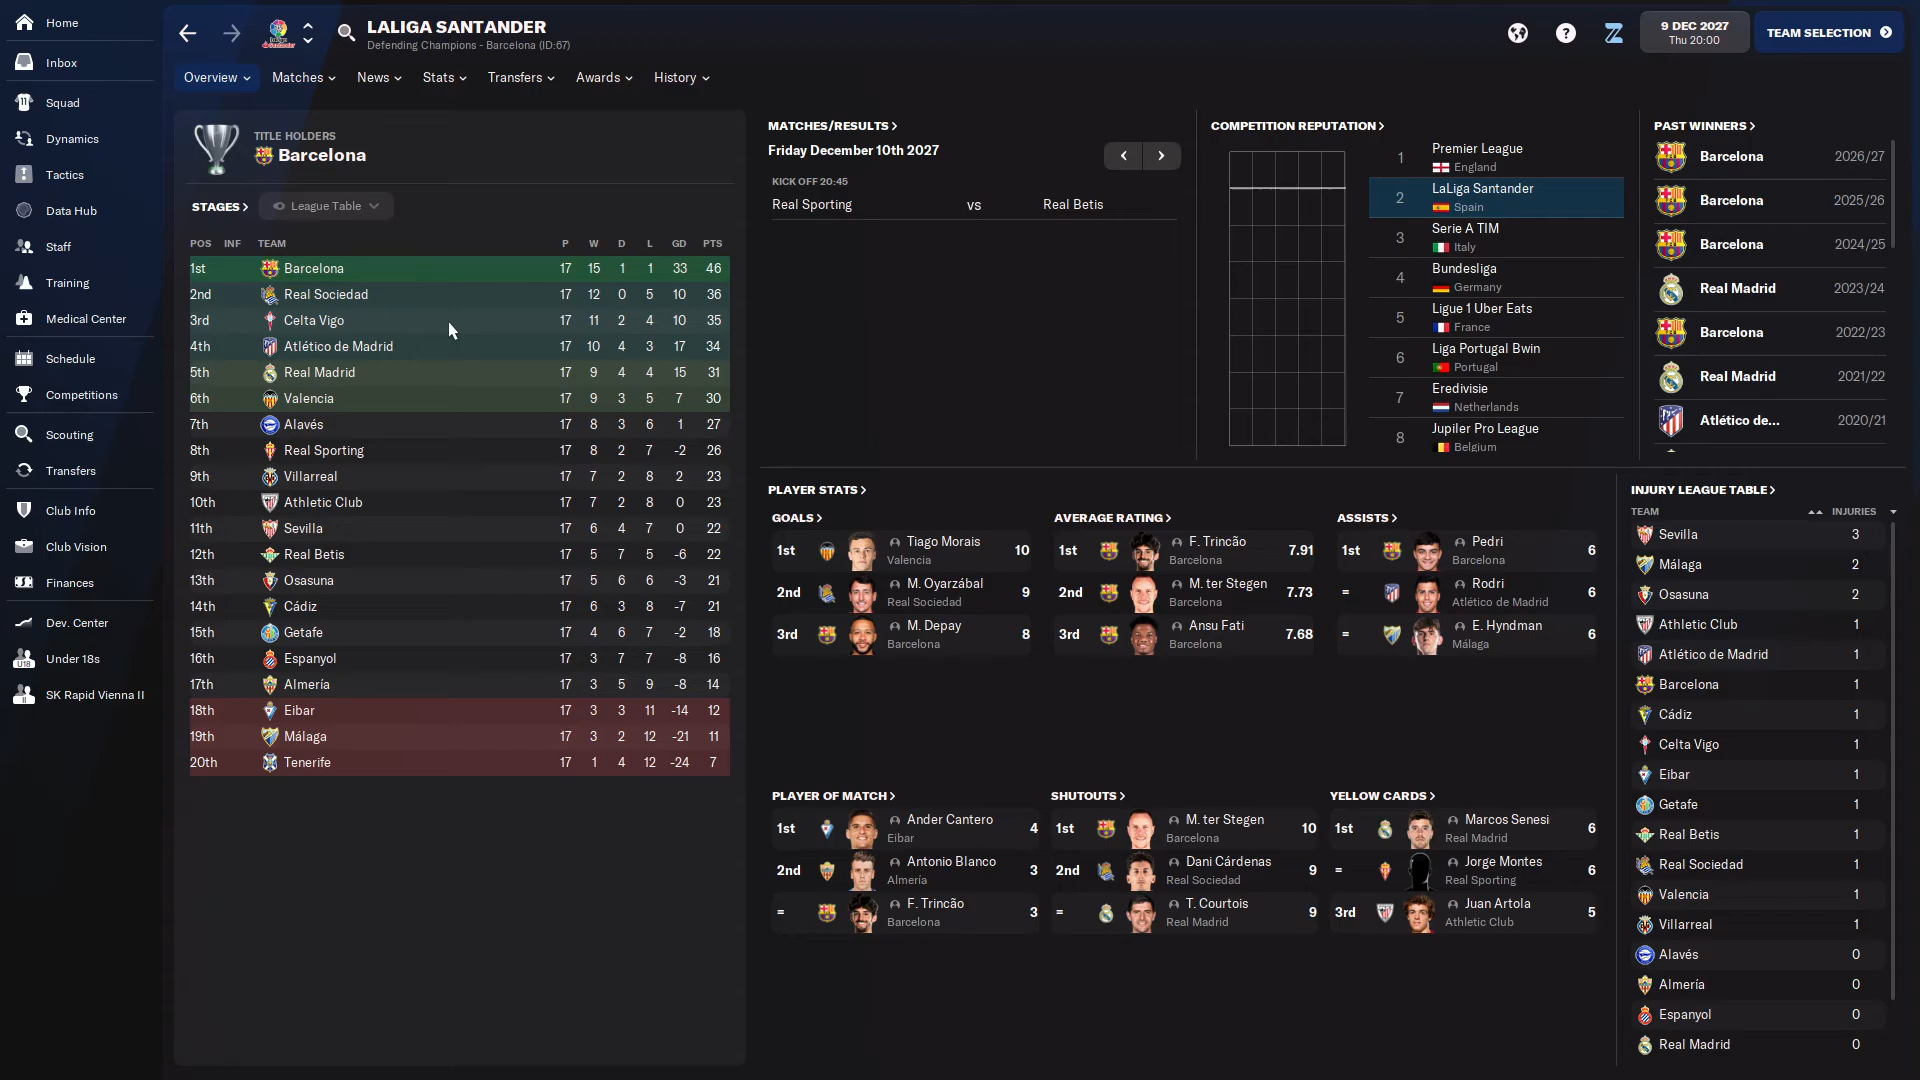 Home
Inbox
Squad
Dynamics
Tactics
Data Hub
Staff
Training
Medical Center
Schedule
Competitions
Scouting
Transfers
Club Info
Club Vision
Finances
Dev. Center
Under 18s
SK Rapid Vienna II
LALIGA SANTANDER
Defending Champions - Barcelona (ID:67)
9 DEC 2027
Thu 20:00
TEAM SELECTION
Overview Matches News Stats Transfers Awards History
TITLE HOLDERS
Barcelona
STAGES League Table
POS INF TEAM P W D L GD PTS
1st Barcelona 17 15 1 1 33 46
2nd Real Sociedad 17 12 0 5 10 36
3rd Celta Vigo 17 11 2 4 10 35
4th Atlético de Madrid 17 10 4 3 17 34
5th Real Madrid 17 9 4 4 15 31
6th Valencia 17 9 3 5 7 30
7th Alavés 17 8 3 6 1 27
8th Real Sporting 17 8 2 7 -2 26
9th Villarreal 17 7 2 8 2 23
10th Athletic Club 17 7 2 8 0 23
11th Sevilla 17 6 4 7 0 22
12th Real Betis 17 5 7 5 -6 22
13th Osasuna 17 5 6 6 -3 21
14th Cádiz 17 6 3 8 -7 21
15th Getafe 17 4 6 7 -2 18
16th Espanyol 17 3 7 7 -8 16
17th Almería 17 3 5 9 -8 14
18th Eibar 17 3 3 11 -14 12
19th Málaga 17 3 2 12 -21 11
20th Tenerife 17 1 4 12 -24 7
MATCHES/RESULTS
Friday December 10th 2027
KICK OFF 20:45
Real Sporting vs Real Betis
COMPETITION REPUTATION
1 Premier League
England
2 LaLiga Santander
Spain
3 Serie A TIM
Italy
4 Bundesliga
Germany
5 Ligue 1 Uber Eats
France
6 Liga Portugal Bwin
Portugal
7 Eredivisie
Netherlands
8 Jupiler Pro League
Belgium
PAST WINNERS
Barcelona 2026/27
Barcelona 2025/26
Barcelona 2024/25
Real Madrid 2023/24
Barcelona 2022/23
Real Madrid 2021/22
Atlético de... 2020/21
PLAYER STATS
GOALS
1st Tiago Morais 10
Valencia
2nd M. Oyarzábal 9
Real Sociedad
3rd M. Depay 8
Barcelona
AVERAGE RATING
1st F. Trincão 7.91
Barcelona
2nd M. ter Stegen 7.73
Barcelona
3rd Ansu Fati 7.68
Barcelona
ASSISTS
1st Pedri 6
Barcelona
= Rodri 6
Atlético de Madrid
= E. Hyndman 6
Málaga
PLAYER OF MATCH
1st Ander Cantero 4
Eibar
2nd Antonio Blanco 3
Almería
= F. Trincão 3
Barcelona
SHUTOUTS
1st M. ter Stegen 10
Barcelona
2nd Dani Cárdenas 9
Real Sociedad
= T. Courtois 9
Real Madrid
YELLOW CARDS
1st Marcos Senesi 6
Real Madrid
= Jorge Montes 6
Real Sporting
3rd Juan Artola 5
Athletic Club
INJURY LEAGUE TABLE
TEAM INJURIES
Sevilla 3
Málaga 2
Osasuna 2
Athletic Club 1
Atlético de Madrid 1
Barcelona 1
Cádiz 1
Celta Vigo 1
Eibar 1
Getafe 1
Real Betis 1
Real Sociedad 1
Valencia 1
Villarreal 1
Alavés 0
Almería 0
Espanyol 0
Real Madrid 0